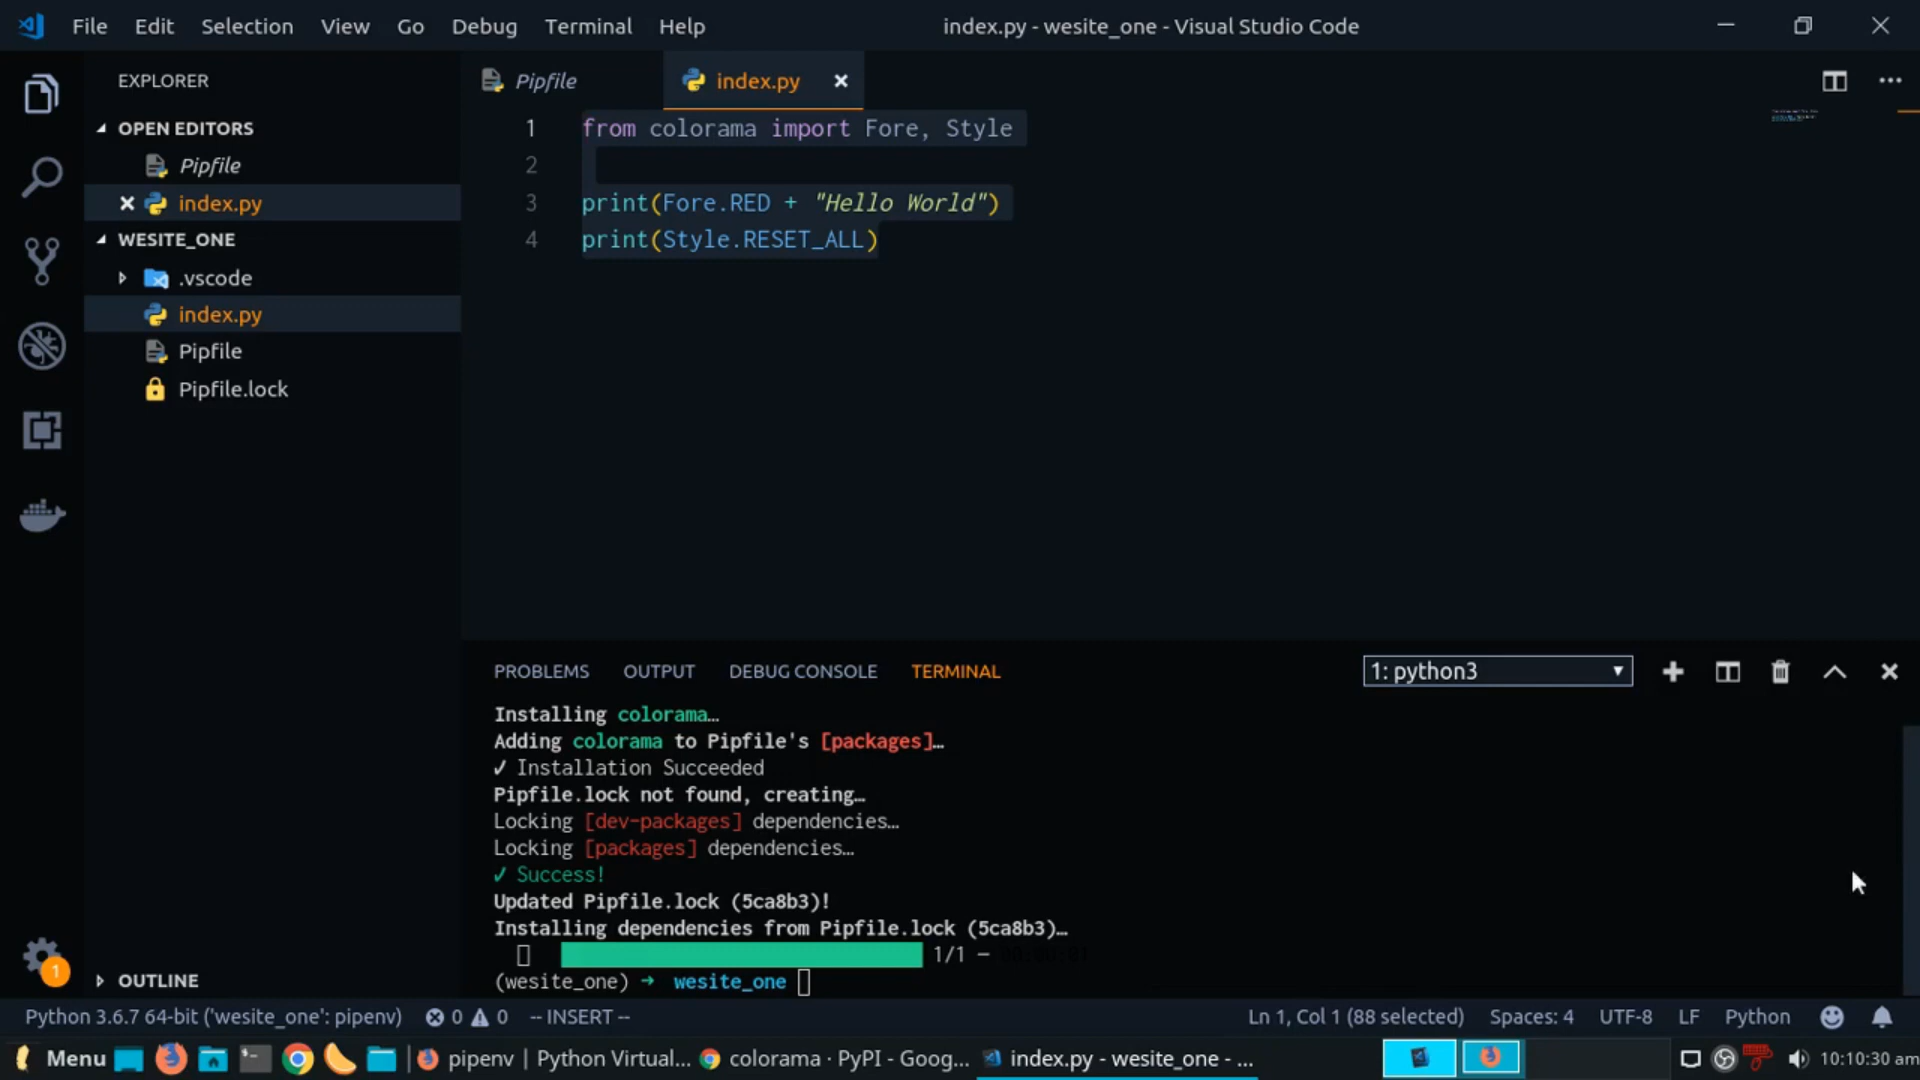 File Edit Selection View Go Debug Terminal Help
index.py - wesite_one - Visual Studio Code
EXPLORER
OPEN EDITORS
Pipfile
index.py
WESITE_ONE
.vscode
index.py
Pipfile
Pipfile.lock
OUTLINE
1
Pipfile
index.py
1 from colorama import Fore, Style
2
3 print(Fore.RED + "Hello World")
4 print(Style.RESET_ALL)
PROBLEMS OUTPUT DEBUG CONSOLE TERMINAL
1: python3
Installing colorama…
Adding colorama to Pipfile's [packages]…
✓ Installation Succeeded
Pipfile.lock not found, creating…
Locking [dev-packages] dependencies…
Locking [packages] dependencies…
✓ Success!
Updated Pipfile.lock (5ca8b3)!
Installing dependencies from Pipfile.lock (5ca8b3)…
1/1 —
(wesite_one) → wesite_one
Python 3.6.7 64-bit ('wesite_one': pipenv) 0 0 -- INSERT --
Ln 1, Col 1 (88 selected) Spaces: 4 UTF-8 LF Python
Menu
pipenv | Python Virtual...
colorama · PyPI - Goog...
index.py - wesite_one - ...
10:10:30 am